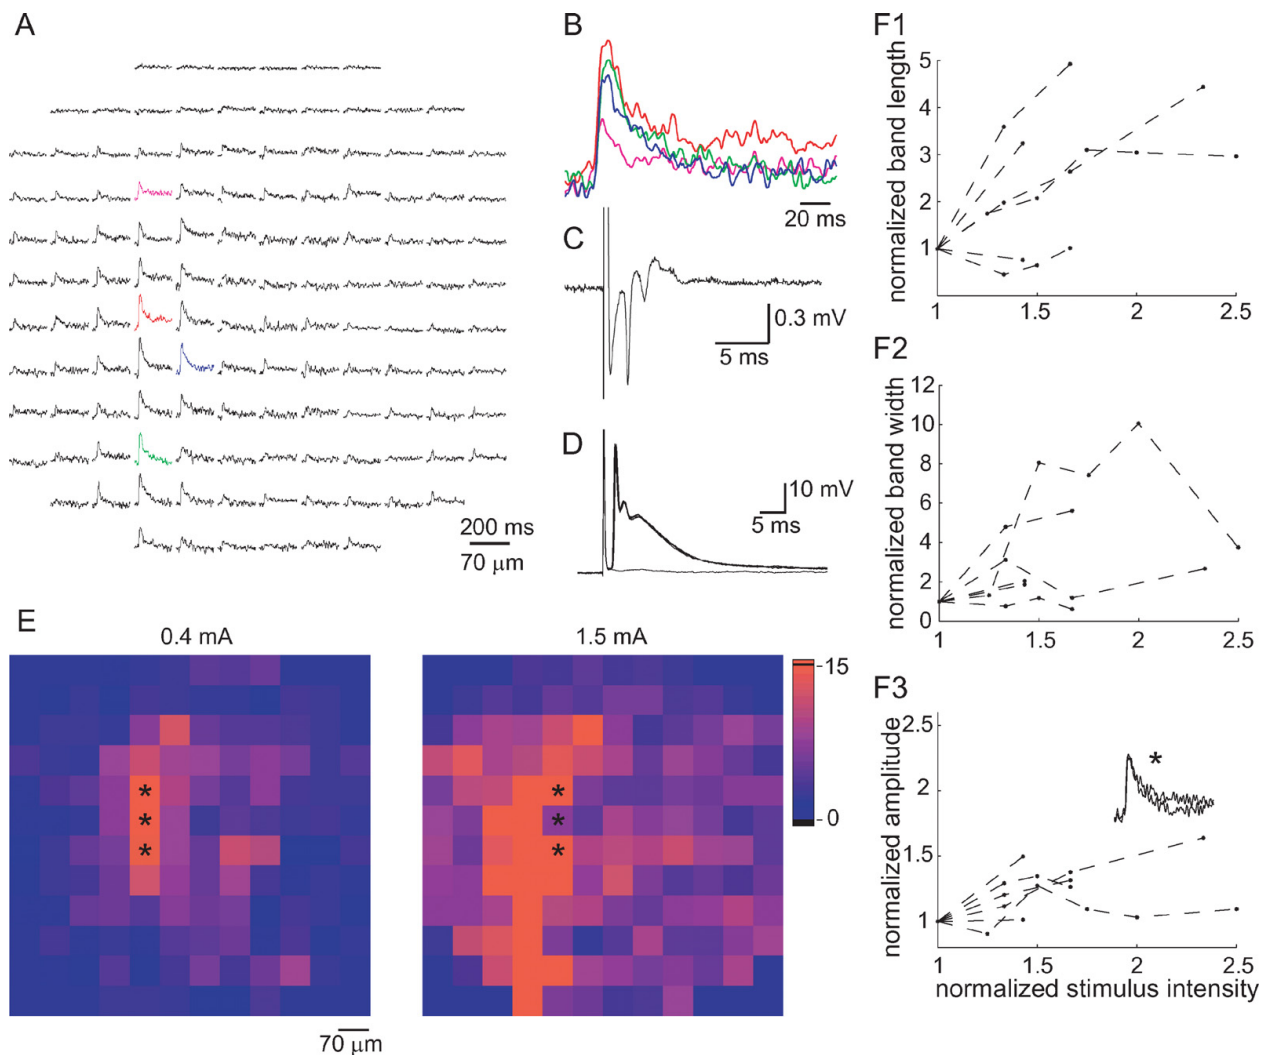 A
200 ms
70 μm
B
20 ms
C
0.3 mV
5 ms
D
10 mV
5 ms
E
0.4 mA
1.5 mA
15
0
* * *
* * *
70 μm
F1
normalized band length
5
4
3
2
1
1 1.5 2 2.5
F2
normalized band width
12
10
8
6
4
2
0
1 1.5 2 2.5
F3
normalized amplitude
2.5
2
1.5
1
*
1 1.5 2 2.5
normalized stimulus intensity